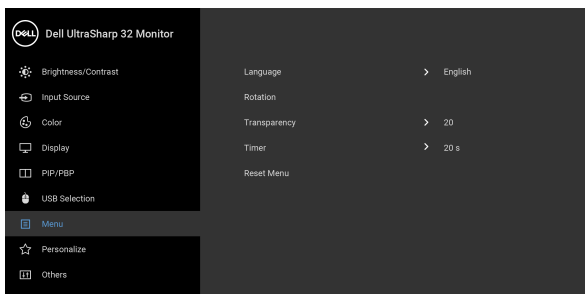 DELL Dell UltraSharp 32 Monitor
Brightness/Contrast
Input Source
Color
Display
PIP/PBP
USB Selection
Menu
Personalize
Others
Language > English
Rotation
Transparency > 20
Timer > 20 s
Reset Menu